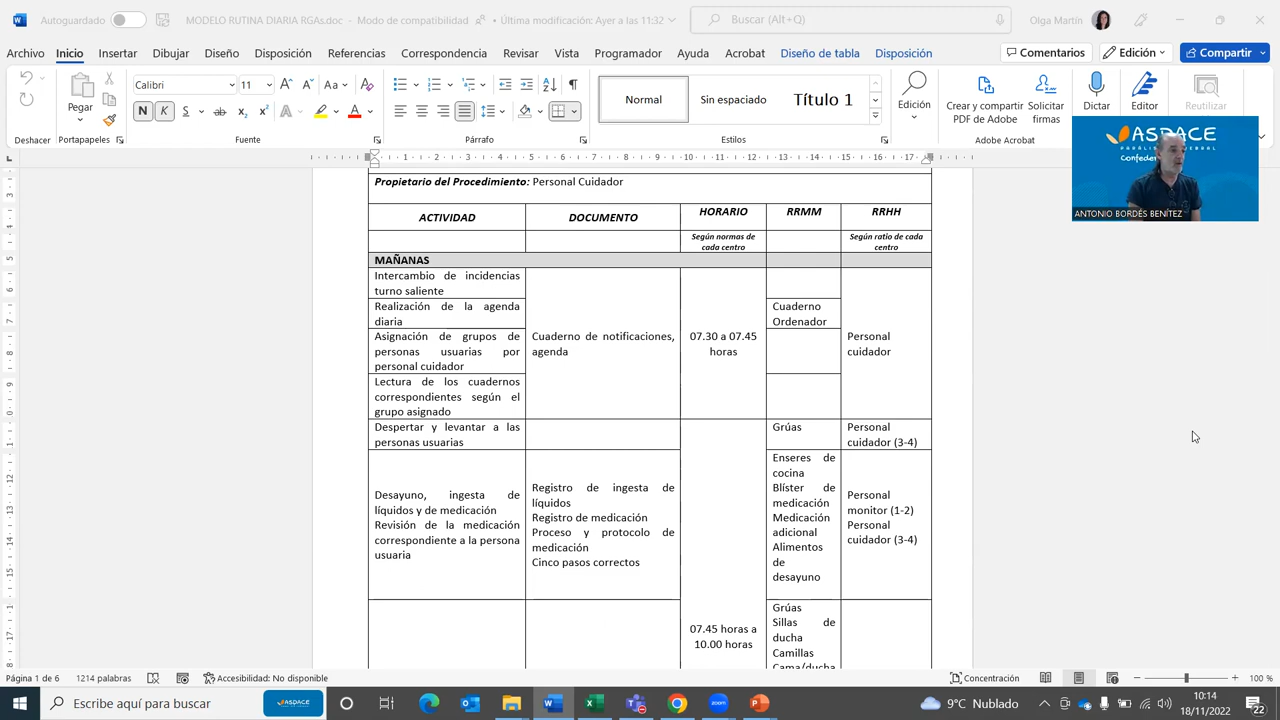 Autoguardado
MODELO RUTINA DIARIA RGAs.doc - Modo de compatibilidad
• Última modificación: Ayer a las 11:32
Buscar (Alt+Q)
Olga Martín
Archivo Inicio Insertar Dibujar Diseño Disposición Referencias Correspondencia Revisar Vista Programador Ayuda Acrobat Diseño de tabla Disposición
Comentarios Edición Compartir
Calibri 11
Pegar
Normal
Sin espaciado
Título 1
Edición
Crear y compartir
PDF de Adobe
Solicitar
firmas
Dictar
Editor
Reutilizar
Deshacer
Portapapeles
Fuente
Párrafo
Estilos
Adobe Acrobat
ASPACE
ANTONIO BORDÉS BENÍTEZ
Propietario del Procedimiento: Personal Cuidador
ACTIVIDAD
DOCUMENTO
HORARIO
RRMM
RRHH
Según normas de
cada centro
Según ratio de cada
centro
MAÑANAS
Intercambio de incidencias
turno saliente
Realización de la agenda
diaria
Asignación de grupos de
personas usuarias por
personal cuidador
Lectura de los cuadernos
correspondientes según el
grupo asignado
Cuaderno de notificaciones,
agenda
07.30 a 07.45
horas
Cuaderno
Ordenador
Personal
cuidador
Despertar y levantar a las
personas usuarias
Grúas
Personal
cuidador (3-4)
Desayuno, ingesta de
líquidos y de medicación
Revisión de la medicación
correspondiente a la persona
usuaria
Registro de ingesta de
líquidos
Registro de medicación
Proceso y protocolo de
medicación
Cinco pasos correctos
Enseres de
cocina
Blíster de
medicación
Medicación
adicional
Alimentos
de
desayuno
Personal
monitor (1-2)
Personal
cuidador (3-4)
07.45 horas a
10.00 horas
Grúas
Sillas de
ducha
Camillas
Cama/ducha
Página 1 de 6
1214 palabras
Accesibilidad: No disponible
Concentración
100 %
Escribe aquí para buscar
ASPACE
zoom
9°C Nublado
10:14
18/11/2022
22